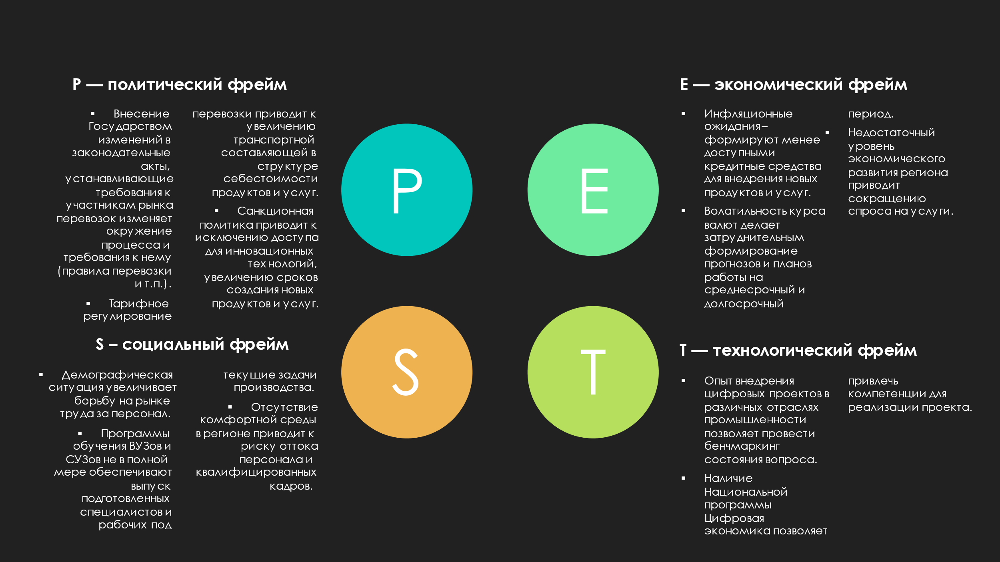 P — политический фрейм
▪ Внесение
Государством
изменений в
законодательные
акты,
устанавливающие
требования к
участникам рынка
перевозок изменяет
окружение
процесса и
требования к нему
(правила перевозки
и т.п.).
▪ Тарифное
регулирование
перевозки приводит к
увеличению
транспортной
составляющей в
структуре
себестоимости
продуктов и услуг.
▪ Санкционная
политика приводит к
исключению доступа
для инновационных
технологий,
увеличению сроков
создания новых
продуктов и услуг.
P
E
E — экономический фрейм
▪ Инфляционные
ожидания–
формируют менее
доступными
кредитные средства
для внедрения новых
продуктов и услуг.
▪ Волатильность курса
валют делает
затруднительным
формирование
прогнозов и планов
работы на
среднесрочный и
долгосрочный
период.
▪ Недостаточный
уровень
экономического
развития региона
приводит
сокращению
спроса на услуги.
S – социальный фрейм
▪ Демографическая
ситуация увеличивает
борьбу на рынке
труда за персонал.
▪ Программы
обучения ВУЗов и
СУЗов не в полной
мере обеспечивают
выпуск
подготовленных
специалистов и
рабочих под
текущие задачи
производства.
▪ Отсутствие
комфортной среды
в регионе приводит к
риску оттока
персонала и
квалифицированных
кадров.
S
T
T — технологический фрейм
▪ Опыт внедрения
цифровых проектов в
различных отраслях
промышленности
позволяет провести
бенчмаркинг
состояния вопроса.
▪ Наличие
Национальной
программы
Цифровая
экономика позволяет
привлечь
компетенции для
реализации проекта.